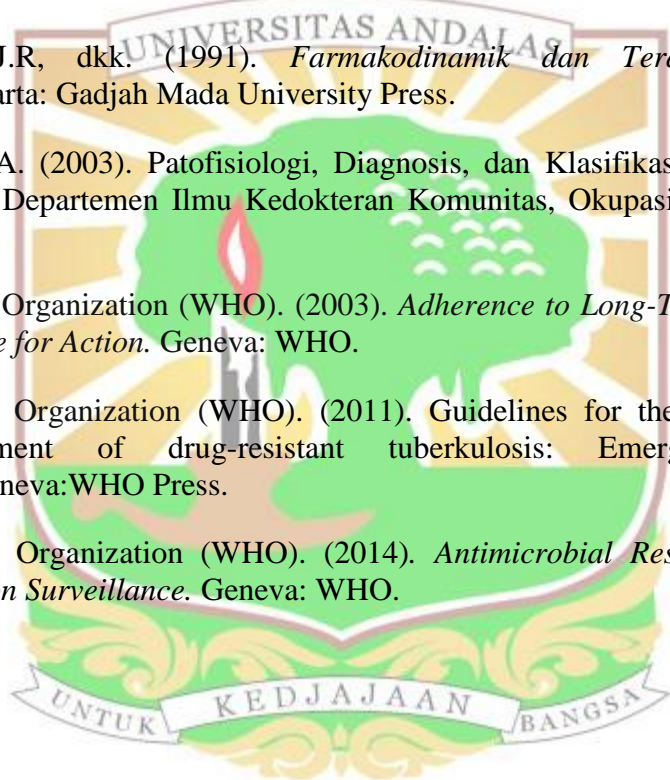 UNIVERSITAS ANDALAS
J.R, dkk. (1991). Farmakodinamik dan Tera
arta: Gadjah Mada University Press.
A. (2003). Patofisiologi, Diagnosis, dan Klasifikas
Departemen Ilmu Kedokteran Komunitas, Okupasi
Organization (WHO). (2003). Adherence to Long-T
e for Action. Geneva: WHO.
Organization (WHO). (2011). Guidelines for the
ment of drug-resistant tuberkulosis: Emerg
neva:WHO Press.
Organization (WHO). (2014). Antimicrobial Res
on Surveillance. Geneva: WHO.
UNTUK KEDJAJAAN BANGSA